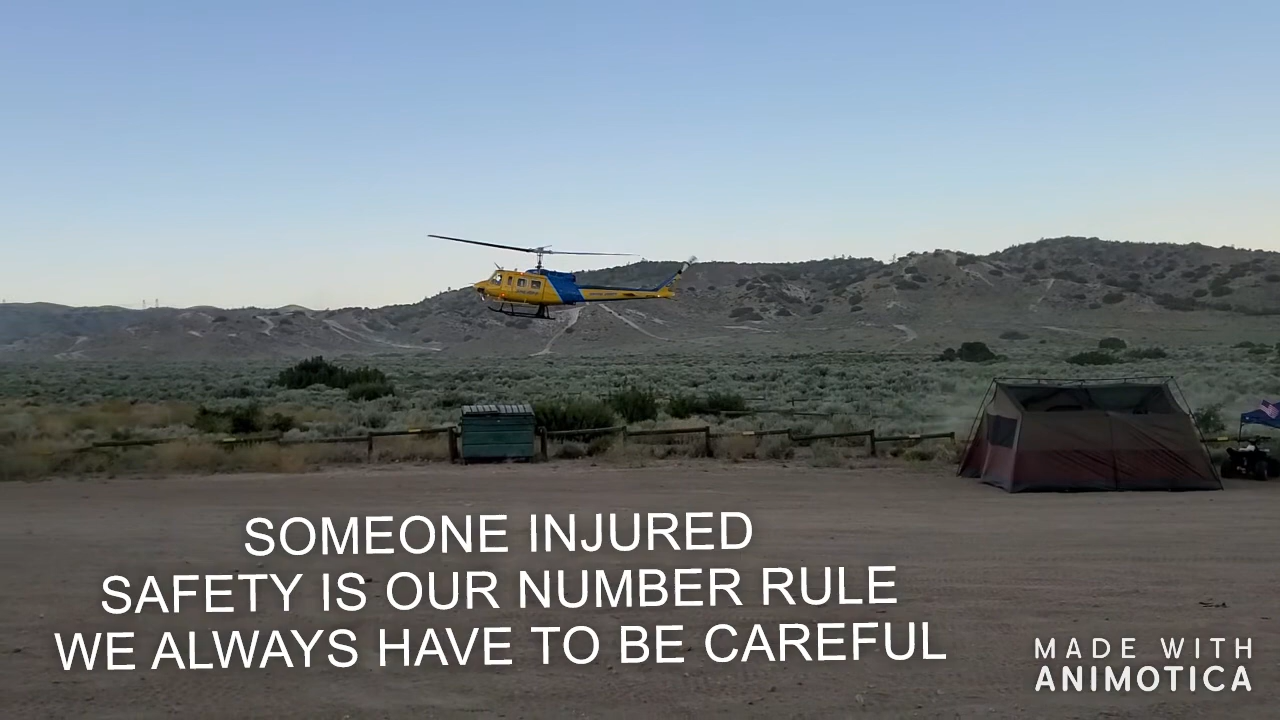 SOMEONE INJURED
SAFETY IS OUR NUMBER RULE
WE ALWAYS HAVE TO BE CAREFUL
MADE WITH
ANIMOTICA